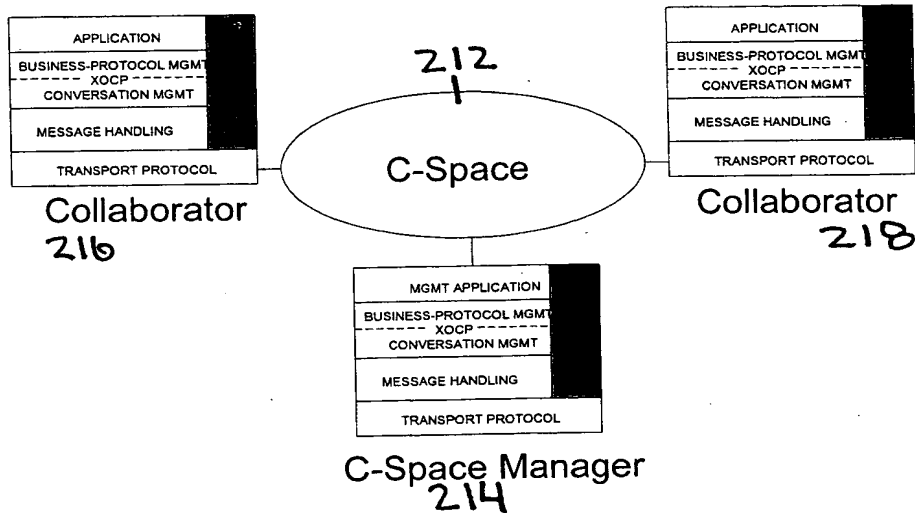 APPLICATION
BUSINESS-PROTOCOL MGMT
XOCP
CONVERSATION MGMT
MESSAGE HANDLING
TRANSPORT PROTOCOL
Collaborator
216
212
C-Space
APPLICATION
BUSINESS-PROTOCOL MGMT
XOCP
CONVERSATION MGMT
MESSAGE HANDLING
TRANSPORT PROTOCOL
Collaborator
218
MGMT APPLICATION
BUSINESS-PROTOCOL MGMT
XOCP
CONVERSATION MGMT
MESSAGE HANDLING
TRANSPORT PROTOCOL
C-Space Manager
214